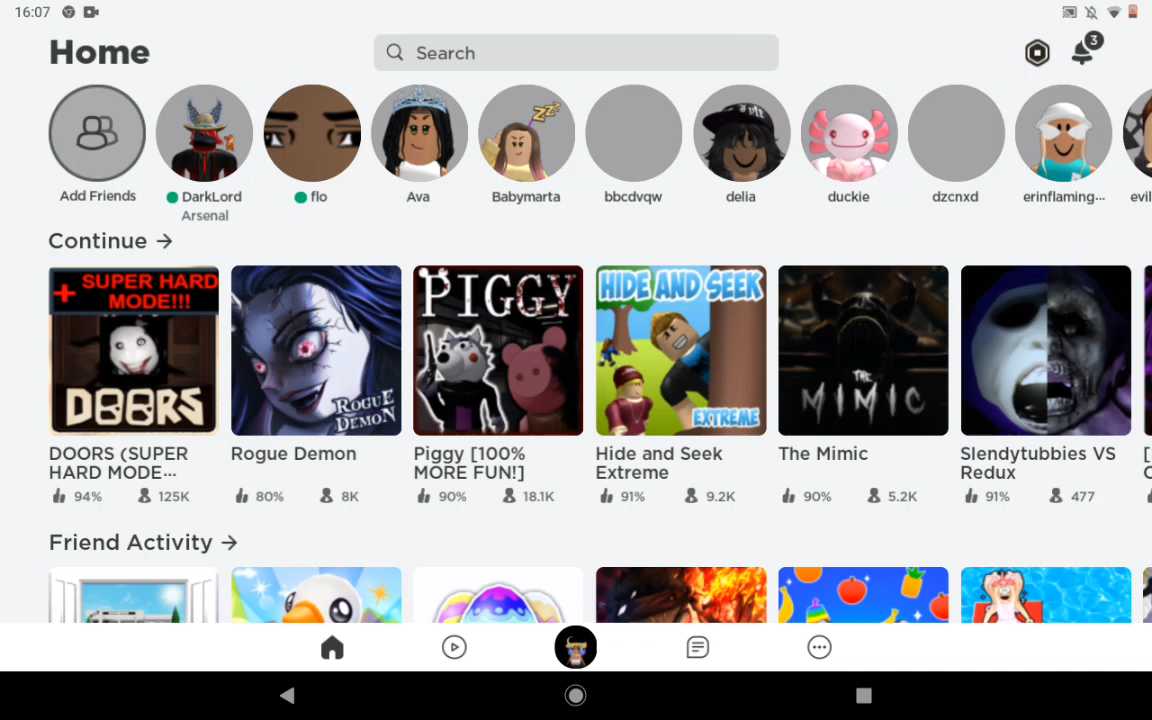 16:07
Home
Search
3
Add Friends
DarkLord
Arsenal
flo
Ava
Babymarta
bbcdvqw
delia
duckie
dzcnxd
erinflaming...
evil
Continue →
+ SUPER HARD
MODE!!!
DOORS
ROGUE
DEMON
PIGGY
HIDE AND SEEK
EXTREME
THE
MIMIC
DOORS (SUPER
HARD MODE...
94% 125K
Rogue Demon
80% 8K
Piggy [100%
MORE FUN!]
90% 18.1K
Hide and Seek
Extreme
91% 9.2K
The Mimic
90% 5.2K
Slendytubbies VS
Redux
91% 477
[
Friend Activity →